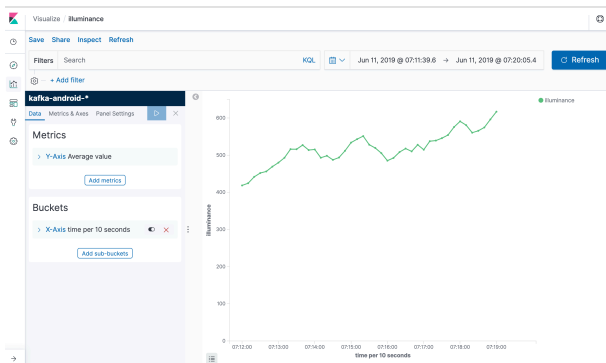 Visualize / illuminance
Save Share Inspect Refresh
Filters Search KQL Jun 11, 2019 @ 07:11:39.6 → Jun 11, 2019 @ 07:20:05.4 Refresh
+ Add filter
kafka-android-*
Data Metrics & Axes Panel Settings
Metrics
Y-Axis Average value
Add metrics
Buckets
X-Axis time per 10 seconds
Add sub-buckets
illuminance
600
500
400
300
200
100
0
illuminance
07:12:00 07:13:00 07:14:00 07:15:00 07:16:00 07:17:00 07:18:00 07:19:00
time per 10 seconds